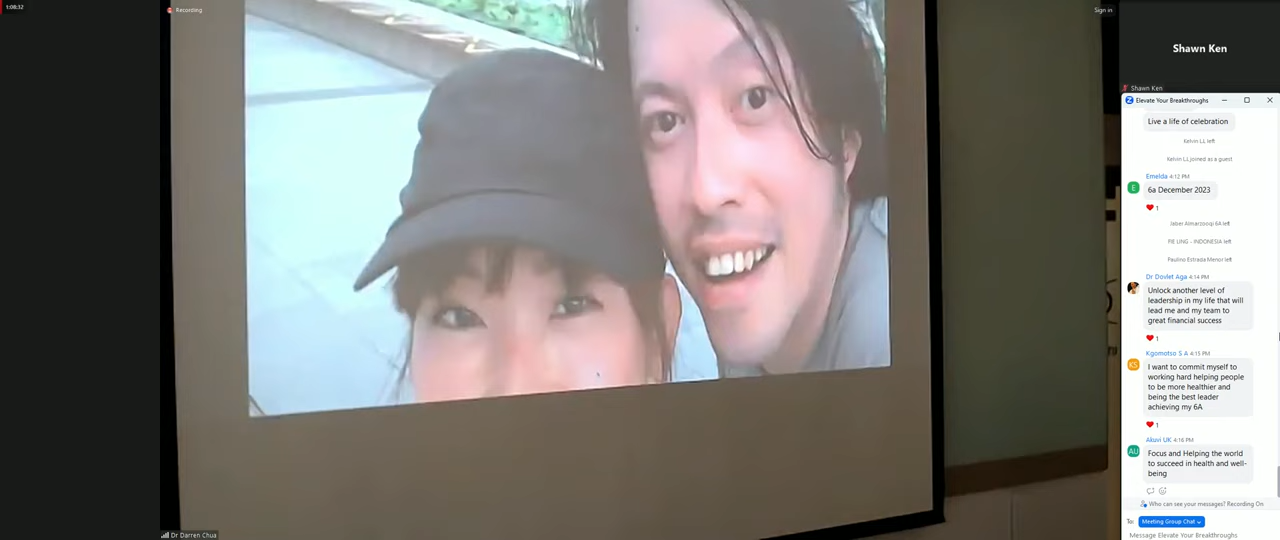 1:08:32
Recording
Sign in
Shawn Ken
Shawn Ken
Elevate Your Breakthroughs
Live a life of celebration
Kelvin LL left
Kelvin LL joined as a guest
Emelda 4:12 PM
E
6a December 2023
1
Jaber Almarosoqi 6A left
FIE LING - INDONESIA left
Paulino Estrada Menor left
Dr Dovlet Aga 4:14 PM
Unlock another level of
leadership in my life that will
lead me and my team to
great financial success
1
Kgomotso S A 4:15 PM
KS
I want to commit myself to
working hard helping people
to be more healthier and
being the best leader
achieving my 6A
1
Akuvi UK 4:16 PM
AU
Focus and Helping the world
to succeed in health and well-
being
Who can see your messages? Recording On
To: Meeting Group Chat
Message Elevate Your Breakthroughs
Dr Darren Chua